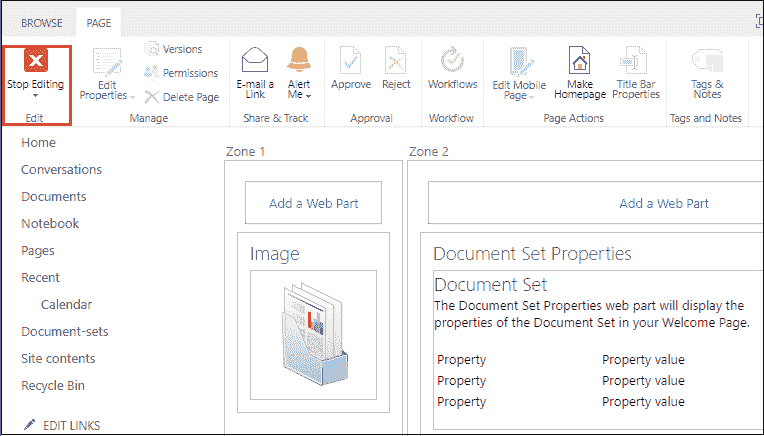 BROWSE PAGE
Stop Editing
Edit
Edit Properties
Versions
Permissions
Delete Page
Manage
E-mail a Link
Alert Me
Share & Track
Approve
Reject
Approval
Workflows
Workflow
Edit Mobile Page
Make Homepage
Title Bar Properties
Page Actions
Tags & Notes
Tags and Notes
Home
Conversations
Documents
Notebook
Pages
Recent
Calendar
Document-sets
Site contents
Recycle Bin
EDIT LINKS
Zone 1
Add a Web Part
Image
Zone 2
Add a Web Part
Document Set Properties
Document Set
The Document Set Properties web part will display the
properties of the Document Set in your Welcome Page.
Property Property value
Property Property value
Property Property value